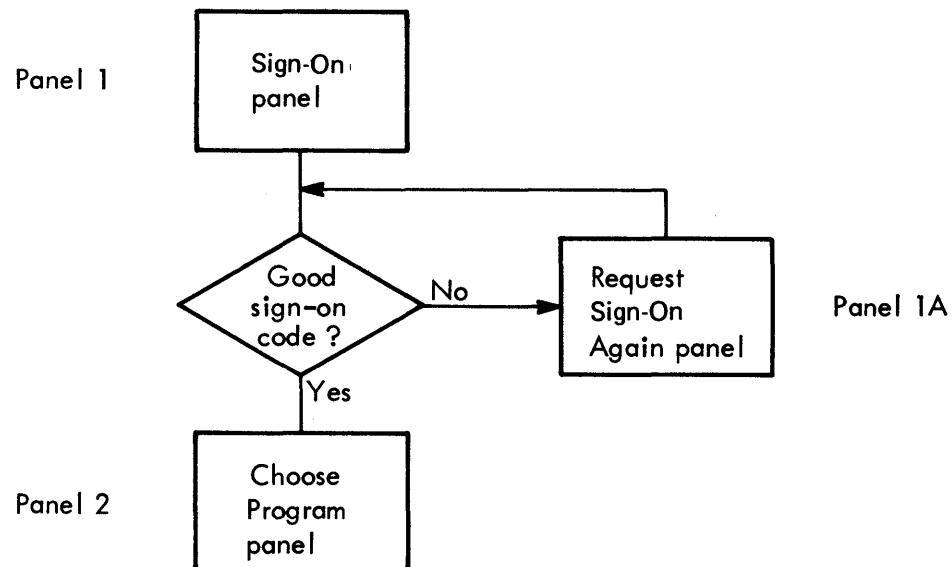 Panel 1
Sign-On
panel
Good
sign-on
code ?
No
Request
Sign-On
Again panel
Panel 1A
Yes
Panel 2
Choose
Program
panel